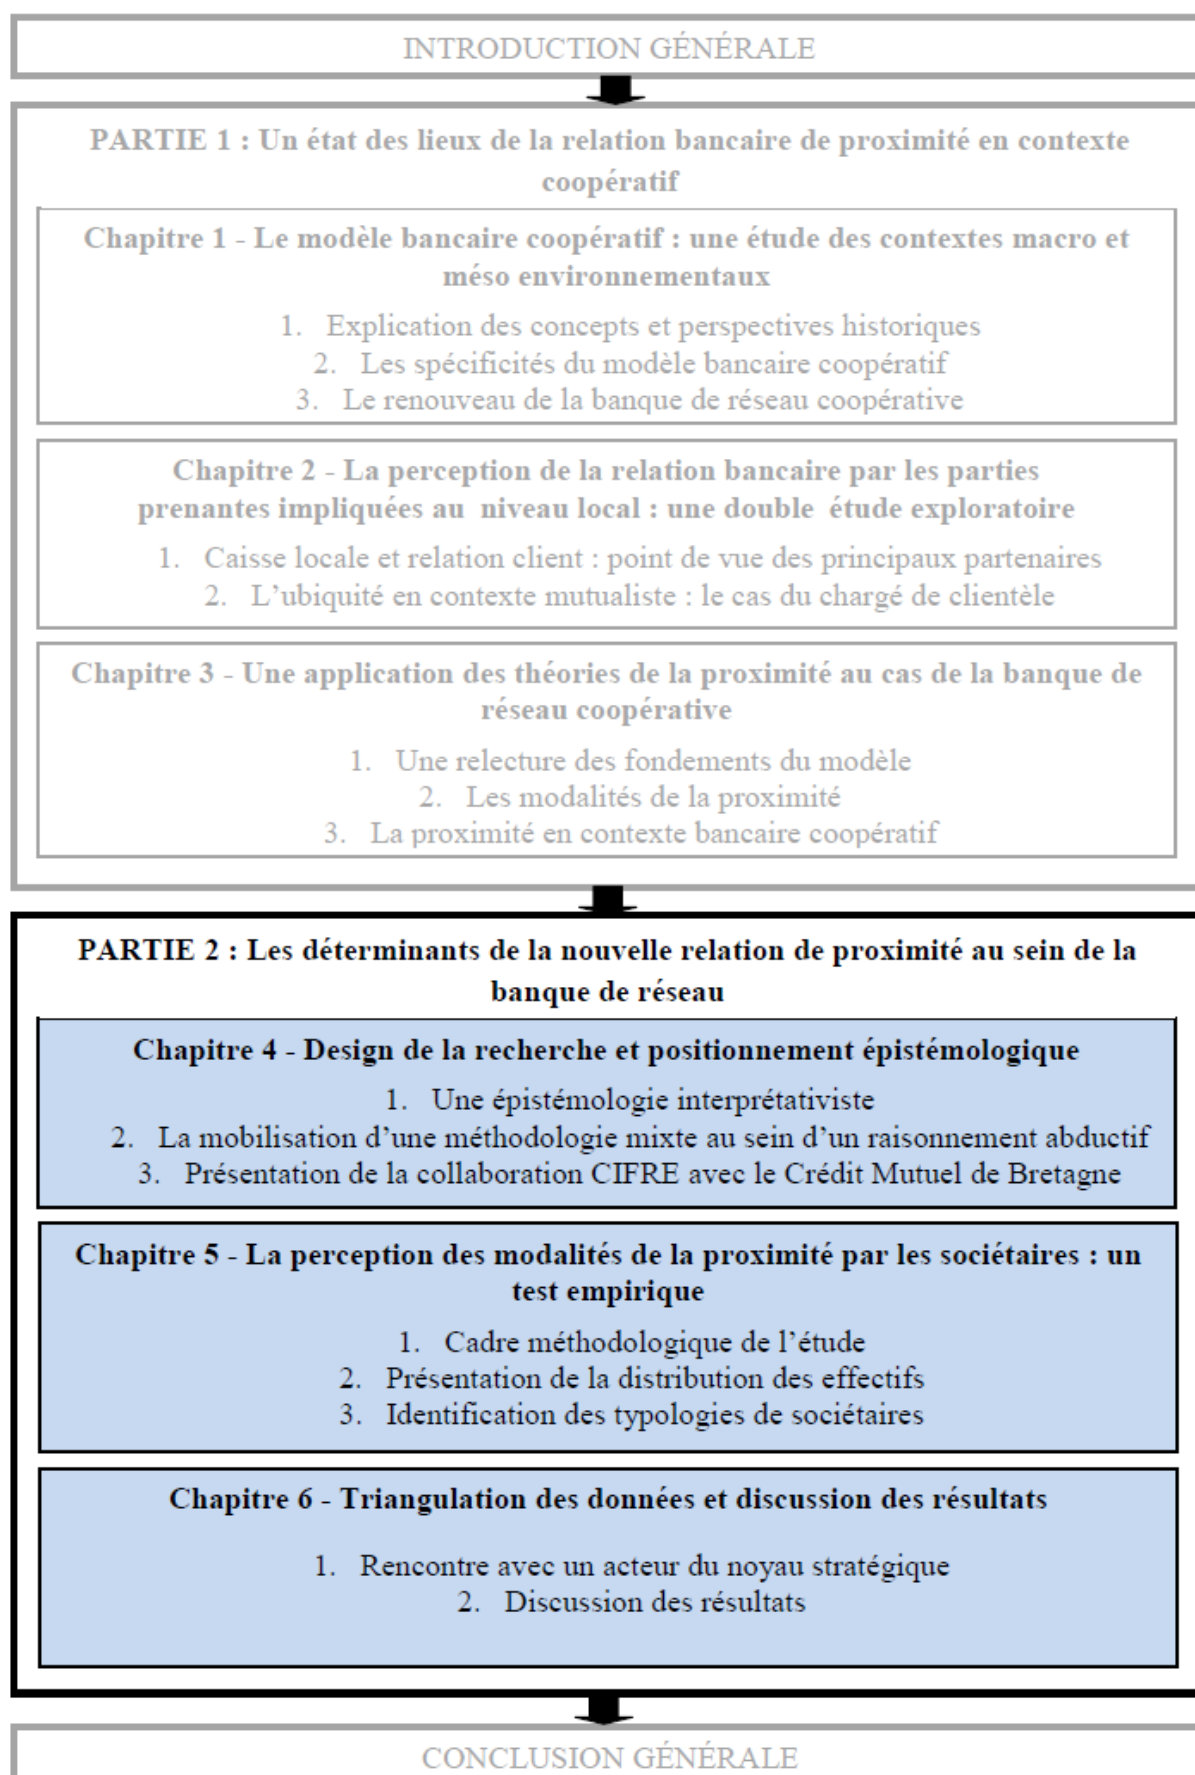 INTRODUCTION GÉNÉRALE
PARTIE 1 : Un état des lieux de la relation bancaire de proximité en contexte
coopératif
Chapitre 1 - Le modèle bancaire coopératif : une étude des contextes macro et
méso environnementaux
1. Explication des concepts et perspectives historiques
2. Les spécificités du modèle bancaire coopératif
3. Le renouveau de la banque de réseau coopérative
Chapitre 2 - La perception de la relation bancaire par les parties
prenantes impliquées au niveau local : une double étude exploratoire
1. Caisse locale et relation client : point de vue des principaux partenaires
2. L'ubiquité en contexte mutualiste : le cas du chargé de clientèle
Chapitre 3 - Une application des théories de la proximité au cas de la banque de
réseau coopérative
1. Une relecture des fondements du modèle
2. Les modalités de la proximité
3. La proximité en contexte bancaire coopératif
PARTIE 2 : Les déterminants de la nouvelle relation de proximité au sein de la
banque de réseau
Chapitre 4 - Design de la recherche et positionnement épistémologique
1. Une épistémologie interprétativiste
2. La mobilisation d'une méthodologie mixte au sein d'un raisonnement abductif
3. Présentation de la collaboration CIFRE avec le Crédit Mutuel de Bretagne
Chapitre 5 - La perception des modalités de la proximité par les sociétaires : un
test empirique
1. Cadre méthodologique de l'étude
2. Présentation de la distribution des effectifs
3. Identification des typologies de sociétaires
Chapitre 6 - Triangulation des données et discussion des résultats
1. Rencontre avec un acteur du noyau stratégique
2. Discussion des résultats
CONCLUSION GÉNÉRALE